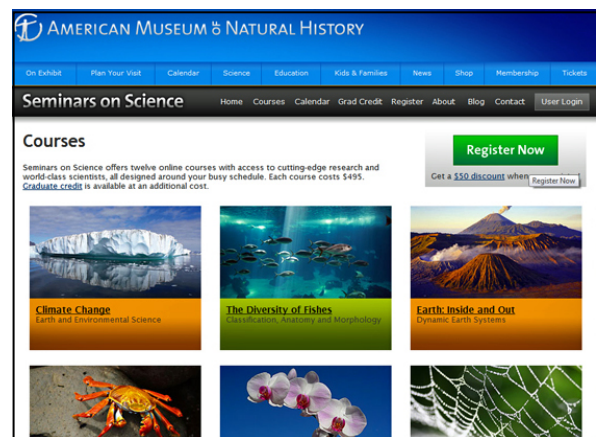 American Museum of Natural History
On Exhibit Plan Your Visit Calendar Science Education Kids & Families News Shop Membership Tickets
Seminars on Science Home Courses Calendar Grad Credit Register About Blog Contact User Login
Courses
Register Now
Seminars on Science offers twelve online courses with access to cutting-edge research and
world-class scientists, all designed around your busy schedule. Each course costs $495.
Graduate credit is available at an additional cost.
Get a $50 discount when
Register Now
Climate Change
Earth and Environmental Science
The Diversity of Fishes
Classification, Anatomy and Morphology
Earth: Inside and Out
Dynamic Earth Systems